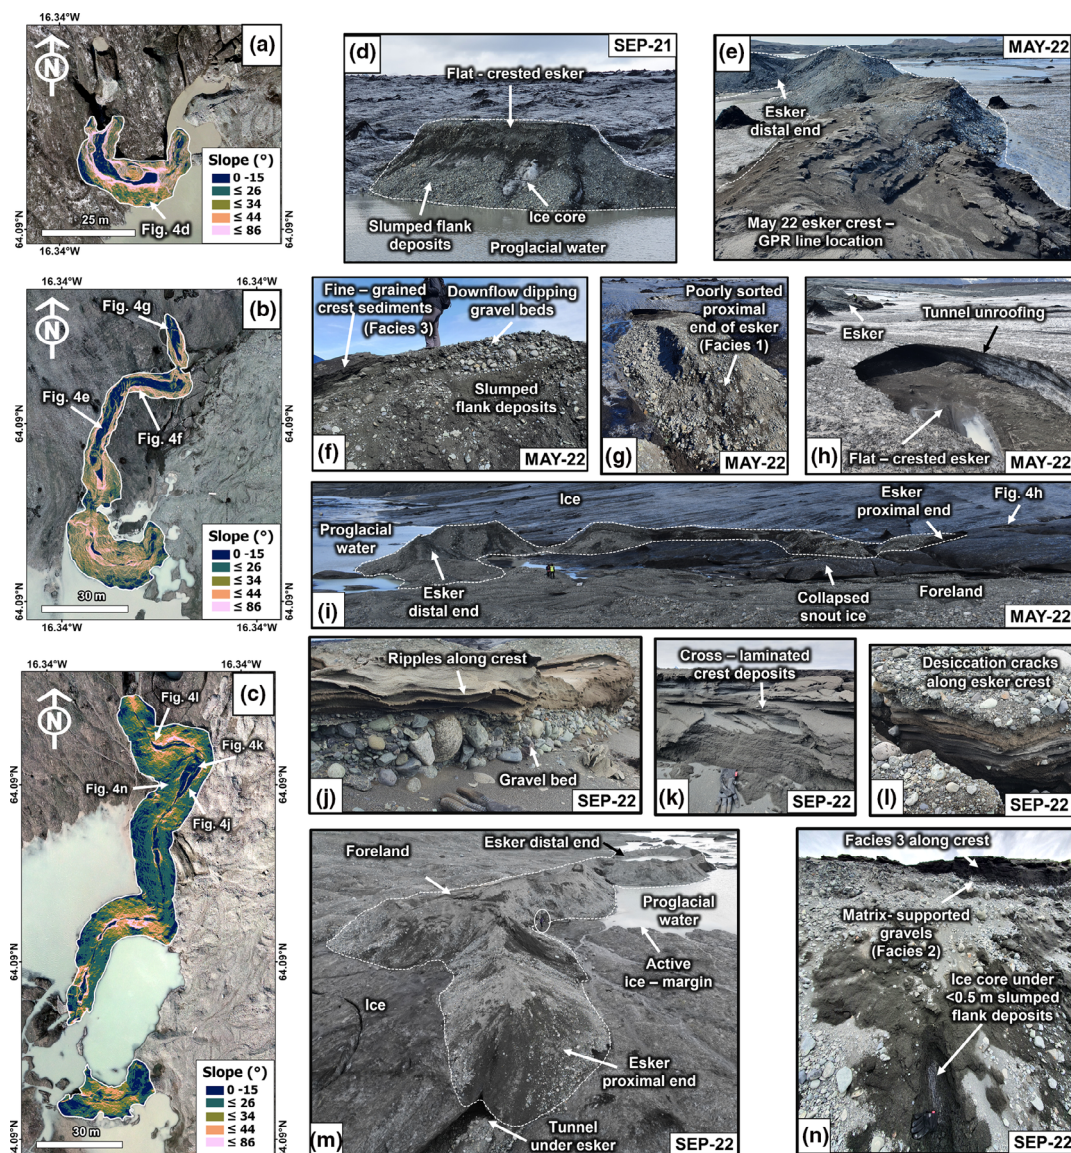 16.34°W
(a)
N
64.09°N
64.09°N
Slope (°)
0 -15
≤ 26
≤ 34
≤ 44
≤ 86
25 m
Fig. 4d
16.34°W
16.34°W
16.34°W
(b)
N
Fig. 4g
Fig. 4e
Fig. 4f
64.09°N
64.09°N
64.09°N
64.09°N
Slope (°)
0 -15
≤ 26
≤ 34
≤ 44
≤ 86
30 m
16.34°W
16.34°W
16.34°W
(c)
N
Fig. 4l
Fig. 4k
Fig. 4n
Fig. 4j
64.09°N
64.09°N
64.09°N
64.09°N
64.09°N
64.09°N
Slope (°)
0 -15
≤ 26
≤ 34
≤ 44
≤ 86
30 m
(d)
SEP-21
Flat - crested esker
Slumped flank
deposits
Ice core
Proglacial water
(e)
MAY-22
Esker
distal end
May 22 esker crest –
GPR line location
Fine – grained
crest sediments
(Facies 3)
Downflow dipping
gravel beds
Slumped
flank deposits
(f)
MAY-22
Poorly sorted
proximal
end of esker
(Facies 1)
(g)
MAY-22
Esker
Tunnel unroofing
Flat – crested esker
(h)
MAY-22
Ice
Proglacial
water
Esker
proximal end
Fig. 4h
Esker
distal end
Collapsed
snout ice
Foreland
(i)
MAY-22
Ripples along crest
Gravel bed
(j)
SEP-22
Cross – laminated
crest deposits
(k)
SEP-22
Desiccation cracks
along esker crest
(l)
SEP-22
Foreland
Esker distal end
Proglacial
water
Active
ice – margin
Ice
Esker
proximal end
Tunnel
under esker
(m)
SEP-22
Facies 3 along crest
Matrix- supported
gravels
(Facies 2)
Ice core under
<0.5 m slumped
flank deposits
(n)
SEP-22